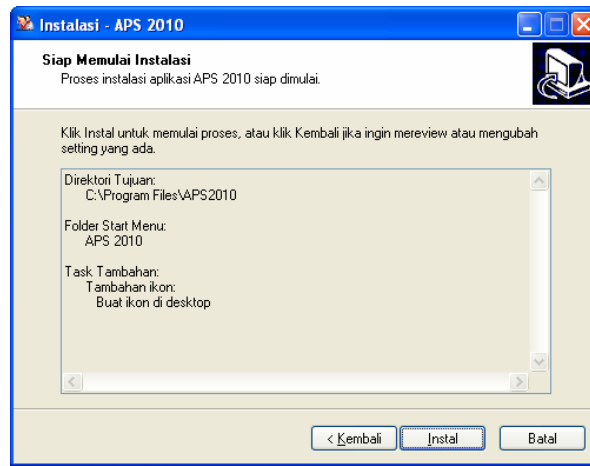 Instalasi - APS 2010
Siap Memulai Instalasi
Proses instalasi aplikasi APS 2010 siap dimulai.
Klik Instal untuk memulai proses, atau klik Kembali jika ingin mereview atau mengubah
setting yang ada.
Direktori Tujuan:
C:\Program Files\APS2010
Folder Start Menu:
APS 2010
Task Tambahan:
Tambahan ikon:
Buat ikon di desktop
< Kembali
Instal
Batal